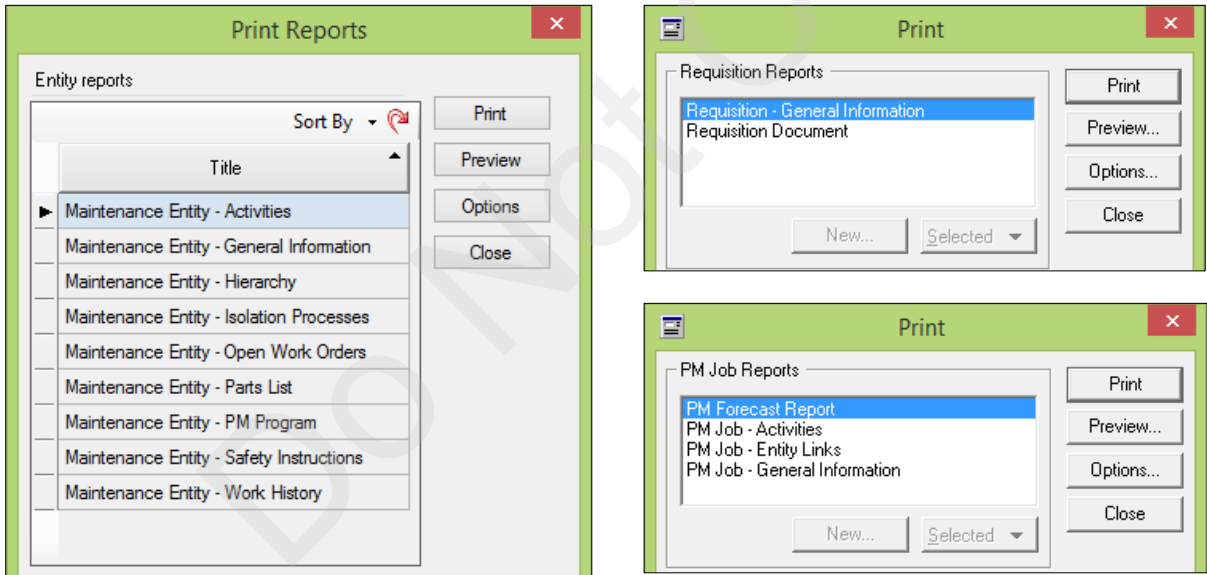 Print Reports
Entity reports
Sort By
Title
Maintenance Entity - Activities
Maintenance Entity - General Information
Maintenance Entity - Hierarchy
Maintenance Entity - Isolation Processes
Maintenance Entity - Open Work Orders
Maintenance Entity - Parts List
Maintenance Entity - PM Program
Maintenance Entity - Safety Instructions
Maintenance Entity - Work History
Print
Preview
Options
Close
Print
Requisition Reports
Requisition - General Information
Requisition Document
New...
Selected
Print
Preview...
Options...
Close
Print
PM Job Reports
PM Forecast Report
PM Job - Activities
PM Job - Entity Links
PM Job - General Information
New...
Selected
Print
Preview...
Options...
Close
Do Not